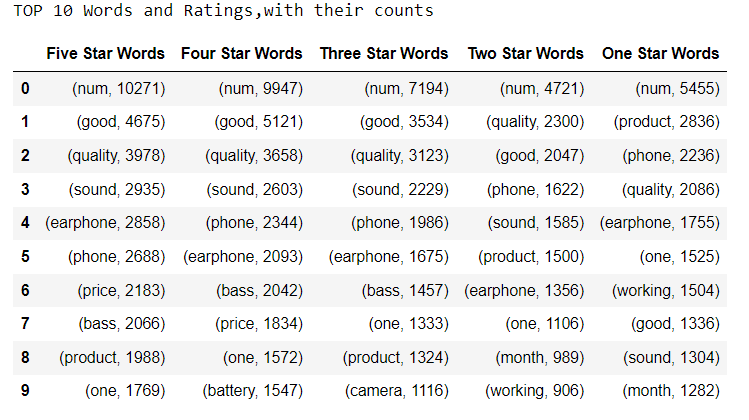 TOP 10 Words and Ratings,with their counts
Five Star Words Four Star Words Three Star Words Two Star Words One Star Words
0 (num, 10271) (num, 9947) (num, 7194) (num, 4721) (num, 5455)
1 (good, 4675) (good, 5121) (good, 3534) (quality, 2300) (product, 2836)
2 (quality, 3978) (quality, 3658) (quality, 3123) (good, 2047) (phone, 2236)
3 (sound, 2935) (sound, 2603) (sound, 2229) (phone, 1622) (quality, 2086)
4 (earphone, 2858) (phone, 2344) (phone, 1986) (sound, 1585) (earphone, 1755)
5 (phone, 2688) (earphone, 2093) (earphone, 1675) (product, 1500) (one, 1525)
6 (price, 2183) (bass, 2042) (bass, 1457) (earphone, 1356) (working, 1504)
7 (bass, 2066) (price, 1834) (one, 1333) (one, 1106) (good, 1336)
8 (product, 1988) (one, 1572) (product, 1324) (month, 989) (sound, 1304)
9 (one, 1769) (battery, 1547) (camera, 1116) (working, 906) (month, 1282)